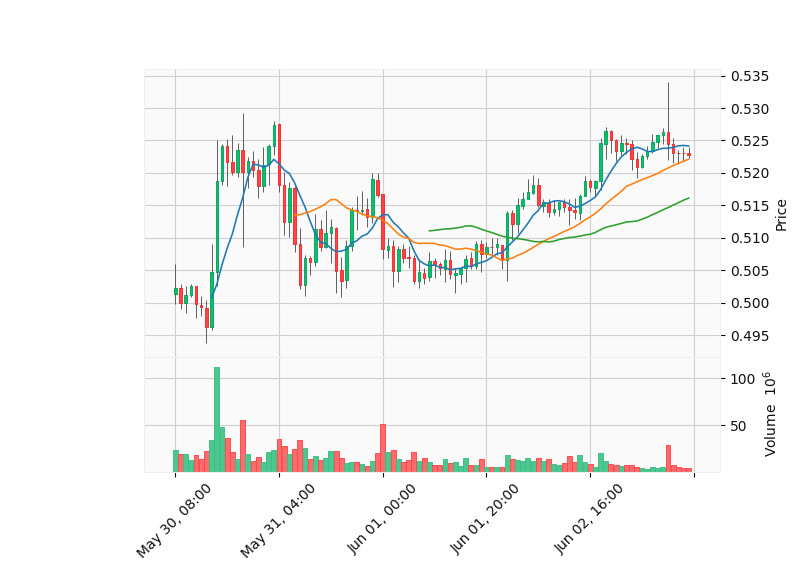 0.535
0.530
0.525
0.520
0.515
0.510
0.505
0.500
0.495
Price
100
50
Volume 10^6
May 30, 08:00
May 31, 04:00
Jun 01, 00:00
Jun 01, 20:00
Jun 02, 16:00